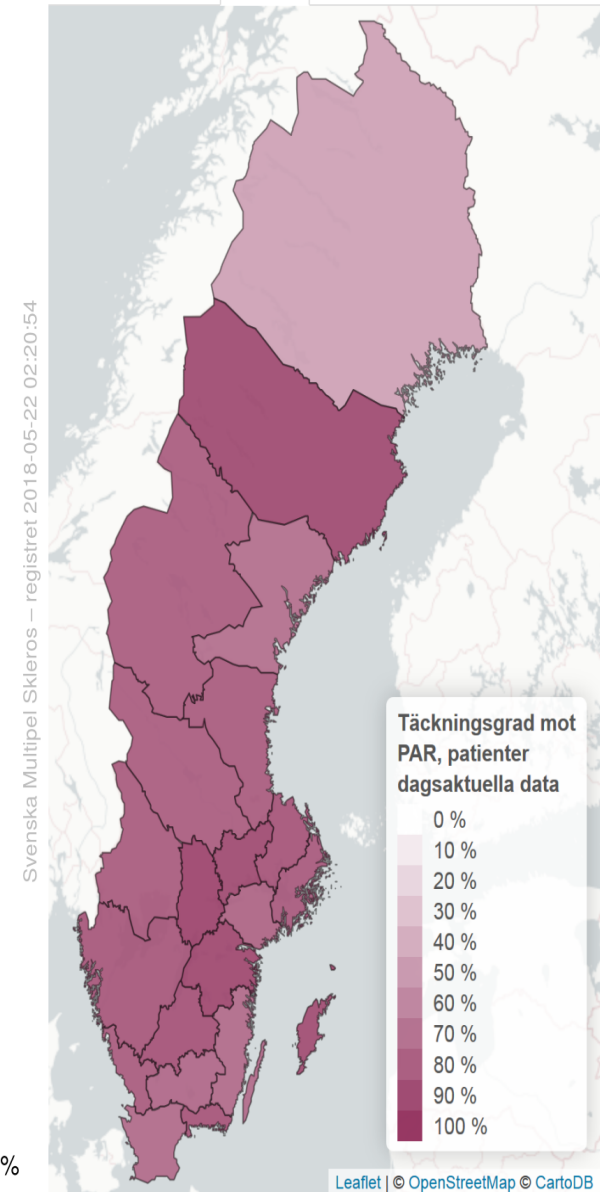 Svenska Multipel Skleros – registret 2018-05-22 02:20:54
Täckningsgrad mot
PAR, patienter
dagsaktuella data
0 %
10 %
20 %
30 %
40 %
50 %
60 %
70 %
80 %
90 %
100 %
%
Leaflet | © OpenStreetMap © CartoDB